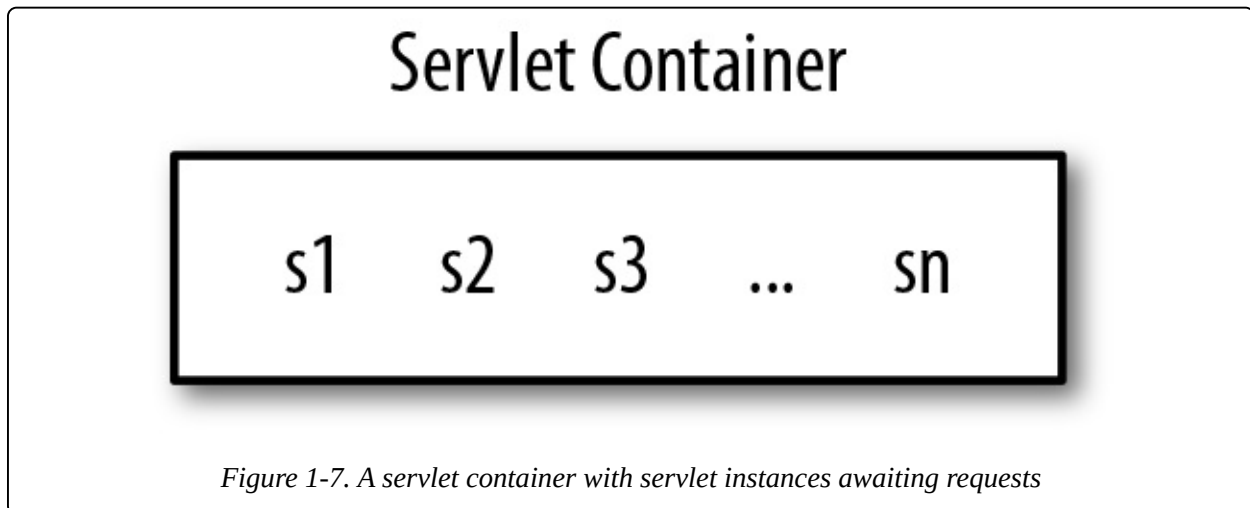 Servlet Container
s1 s2 s3 ... sn
Figure 1-7. A servlet container with servlet instances awaiting requests